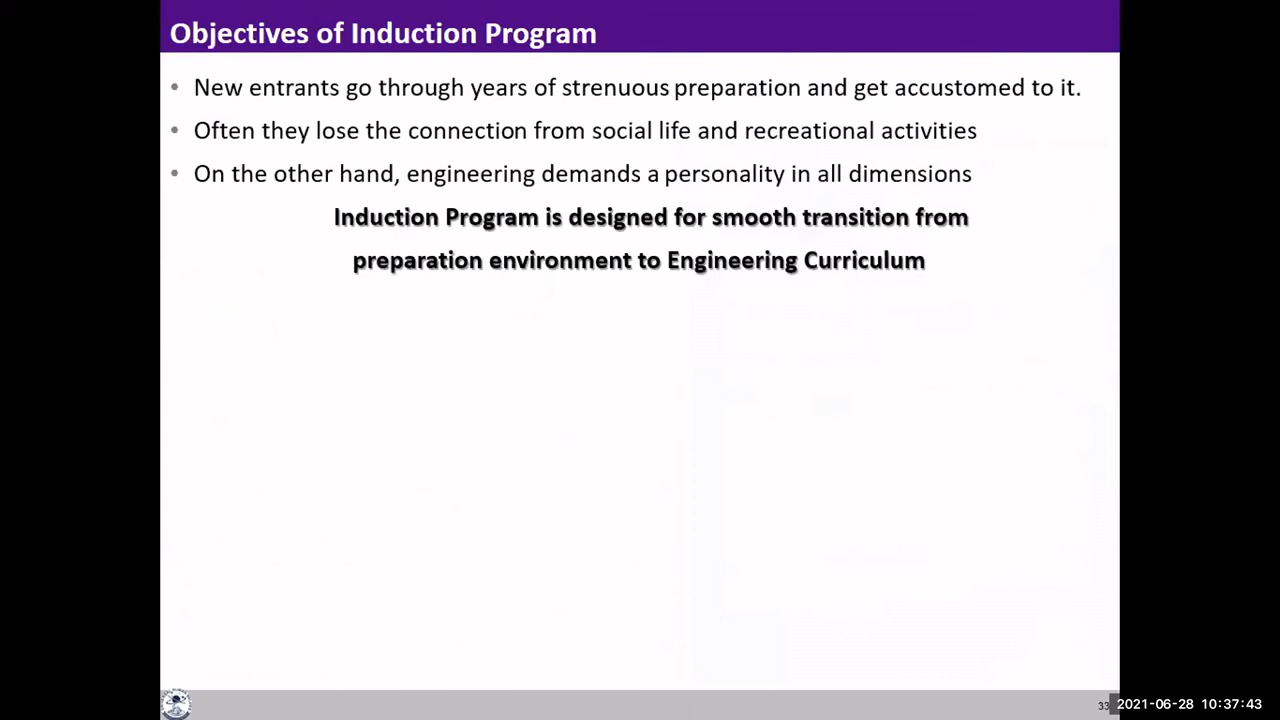 Objectives of Induction Program
• New entrants go through years of strenuous preparation and get accustomed to it.
• Often they lose the connection from social life and recreational activities
• On the other hand, engineering demands a personality in all dimensions
Induction Program is designed for smooth transition from
preparation environment to Engineering Curriculum
33
2021-06-28 10:37:43